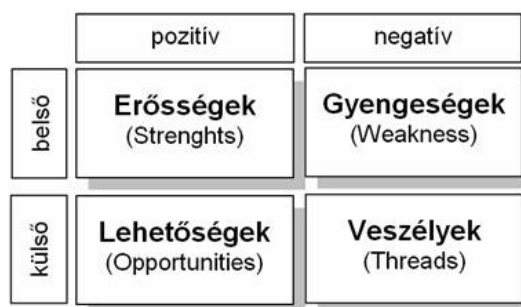 pozitív
negatív
belső
Erősségek
(Strenghts)
Gyengeségek
(Weakness)
külső
Lehetőségek
(Opportunities)
Veszélyek
(Threads)